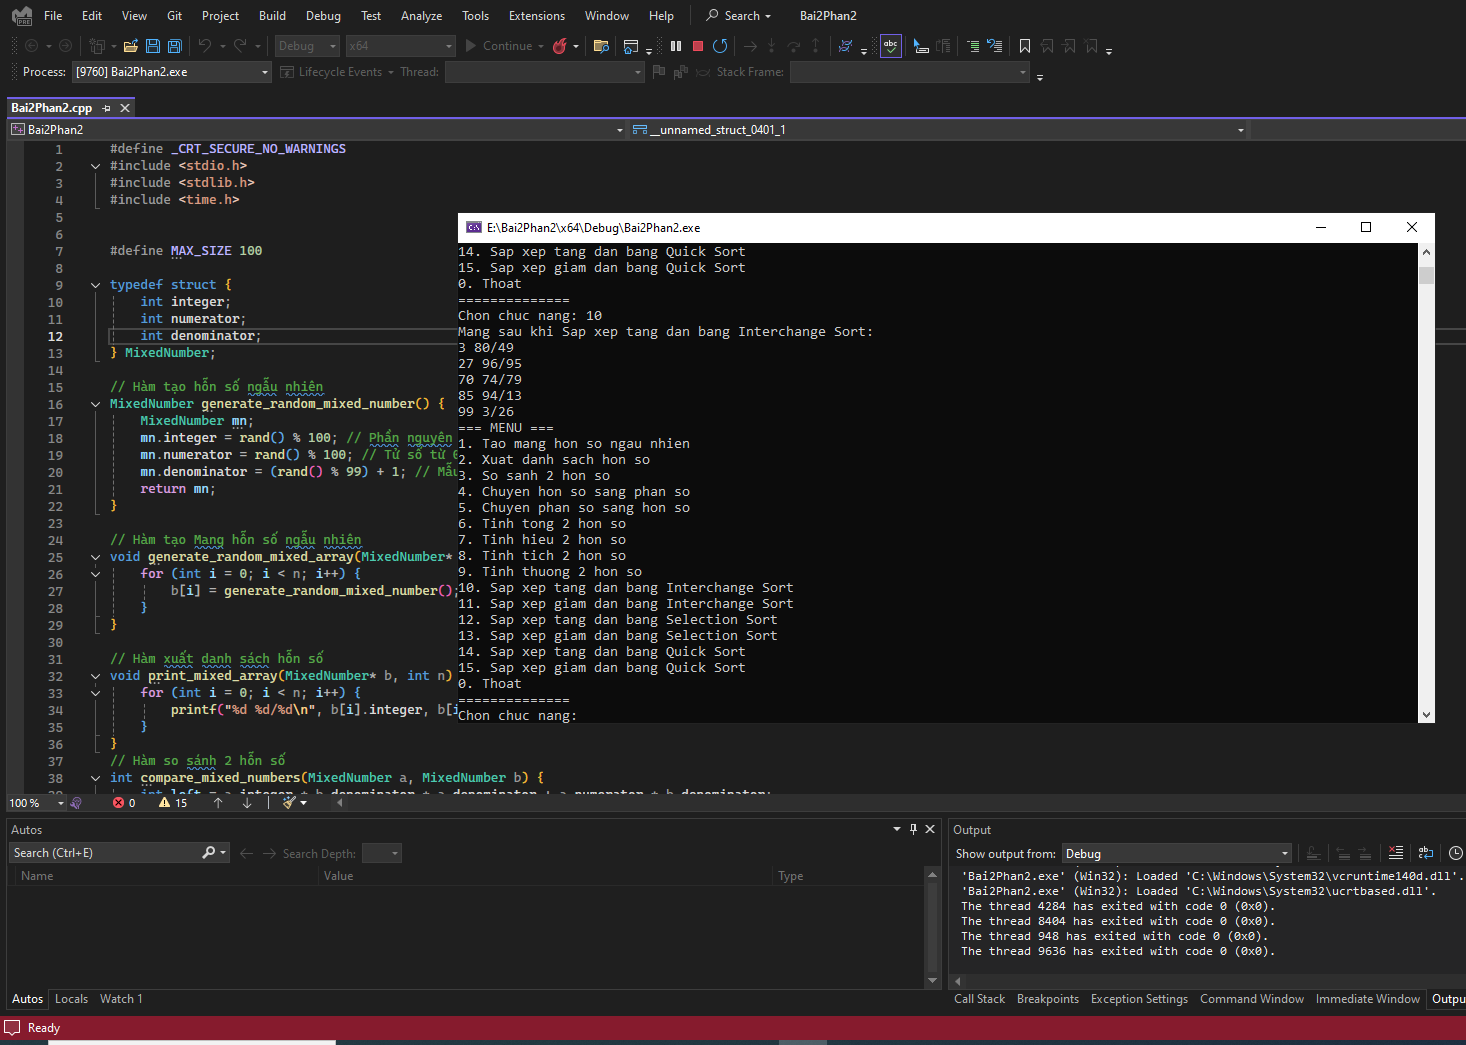 File Edit View Git Project Build Debug Test Analyze Tools Extensions Window Help Search Bai2Phan2
Debug x64 Continue
Process: [9760] Bai2Phan2.exe Lifecycle Events Thread: Stack Frame:
Bai2Phan2.cpp
Bai2Phan2 __unnamed_struct_0401_1
1 #define _CRT_SECURE_NO_WARNINGS
2 #include <stdio.h>
3 #include <stdlib.h>
4 #include <time.h>
5
6
7 #define MAX_SIZE 100
8
9 typedef struct {
10 int integer;
11 int numerator;
12 int denominator;
13 } MixedNumber;
14
15 // Hàm tạo hỗn số ngẫu nhiên
16 MixedNumber generate_random_mixed_number() {
17 MixedNumber mn;
18 mn.integer = rand() % 100; // Phần nguyên
19 mn.numerator = rand() % 100; // Tử số từ 0
20 mn.denominator = (rand() % 99) + 1; // Mẫu
21 return mn;
22 }
23
24 // Hàm tạo Mang hỗn số ngẫu nhiên
25 void generate_random_mixed_array(MixedNumber*
26 for (int i = 0; i < n; i++) {
27 b[i] = generate_random_mixed_number();
28 }
29 }
30
31 // Hàm xuất danh sách hỗn số
32 void print_mixed_array(MixedNumber* b, int n)
33 for (int i = 0; i < n; i++) {
34 printf("%d %d/%d\n", b[i].integer, b[i
35 }
36 }
37 // Hàm so sánh 2 hỗn số
38 int compare_mixed_numbers(MixedNumber a, MixedNumber b) {
39 int left = a.integer * b.denominator * a.denominator + a.numerator * b.denominator;
E:\Bai2Phan2\x64\Debug\Bai2Phan2.exe
14. Sap xep tang dan bang Quick Sort
15. Sap xep giam dan bang Quick Sort
0. Thoat
==============
Chon chuc nang: 10
Mang sau khi Sap xep tang dan bang Interchange Sort:
3 80/49
27 96/95
70 74/79
85 94/13
99 3/26
=== MENU ===
1. Tao mang hon so ngau nhien
2. Xuat danh sach hon so
3. So sanh 2 hon so
4. Chuyen hon so sang phan so
5. Chuyen phan so sang hon so
6. Tinh tong 2 hon so
7. Tinh hieu 2 hon so
8. Tinh tich 2 hon so
9. Tinh thuong 2 hon so
10. Sap xep tang dan bang Interchange Sort
11. Sap xep giam dan bang Interchange Sort
12. Sap xep tang dan bang Selection Sort
13. Sap xep giam dan bang Selection Sort
14. Sap xep tang dan bang Quick Sort
15. Sap xep giam dan bang Quick Sort
0. Thoat
==============
Chon chuc nang:
100 % 0 15
Autos
Search (Ctrl+E) Search Depth:
Name Value Type
Autos Locals Watch 1
Output
Show output from: Debug
'Bai2Phan2.exe' (Win32): Loaded 'C:\Windows\System32\vcruntime140d.dll'.
'Bai2Phan2.exe' (Win32): Loaded 'C:\Windows\System32\ucrtbased.dll'.
The thread 4284 has exited with code 0 (0x0).
The thread 8404 has exited with code 0 (0x0).
The thread 948 has exited with code 0 (0x0).
The thread 9636 has exited with code 0 (0x0).
Call Stack Breakpoints Exception Settings Command Window Immediate Window Outpu
Ready